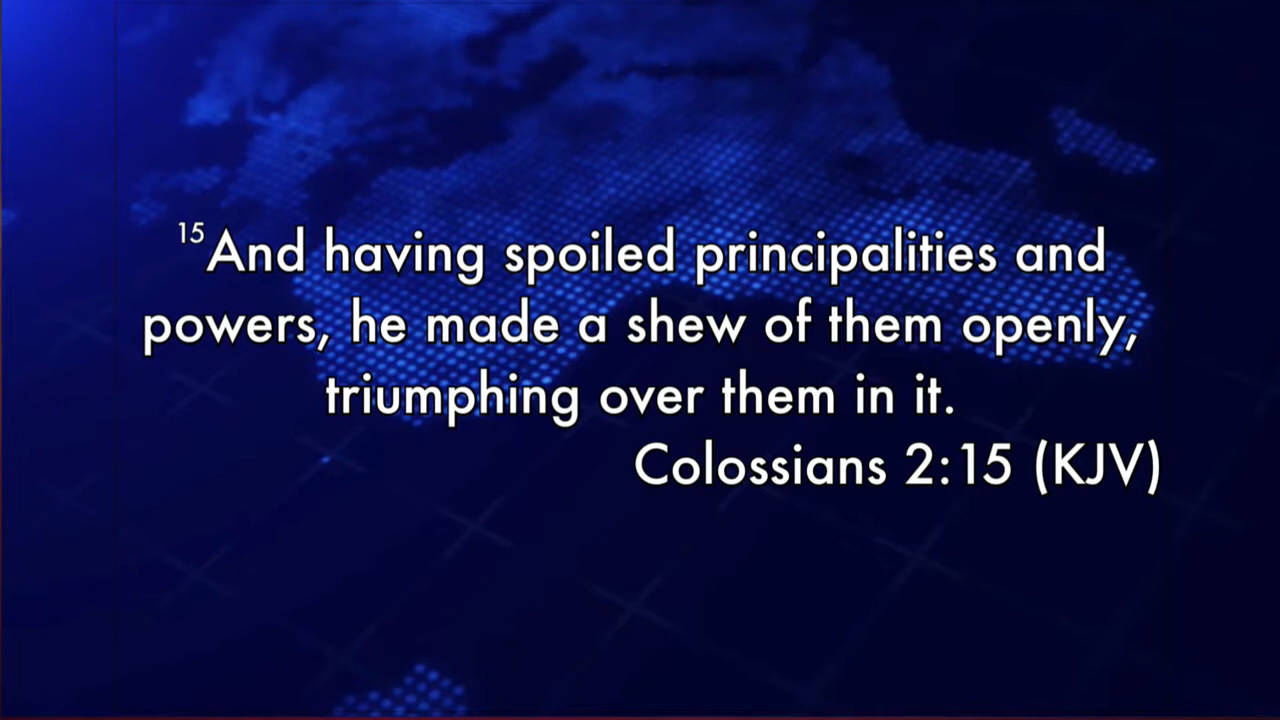 15And having spoiled principalities and
powers, he made a shew of them openly,
triumphing over them in it.
Colossians 2:15 (KJV)